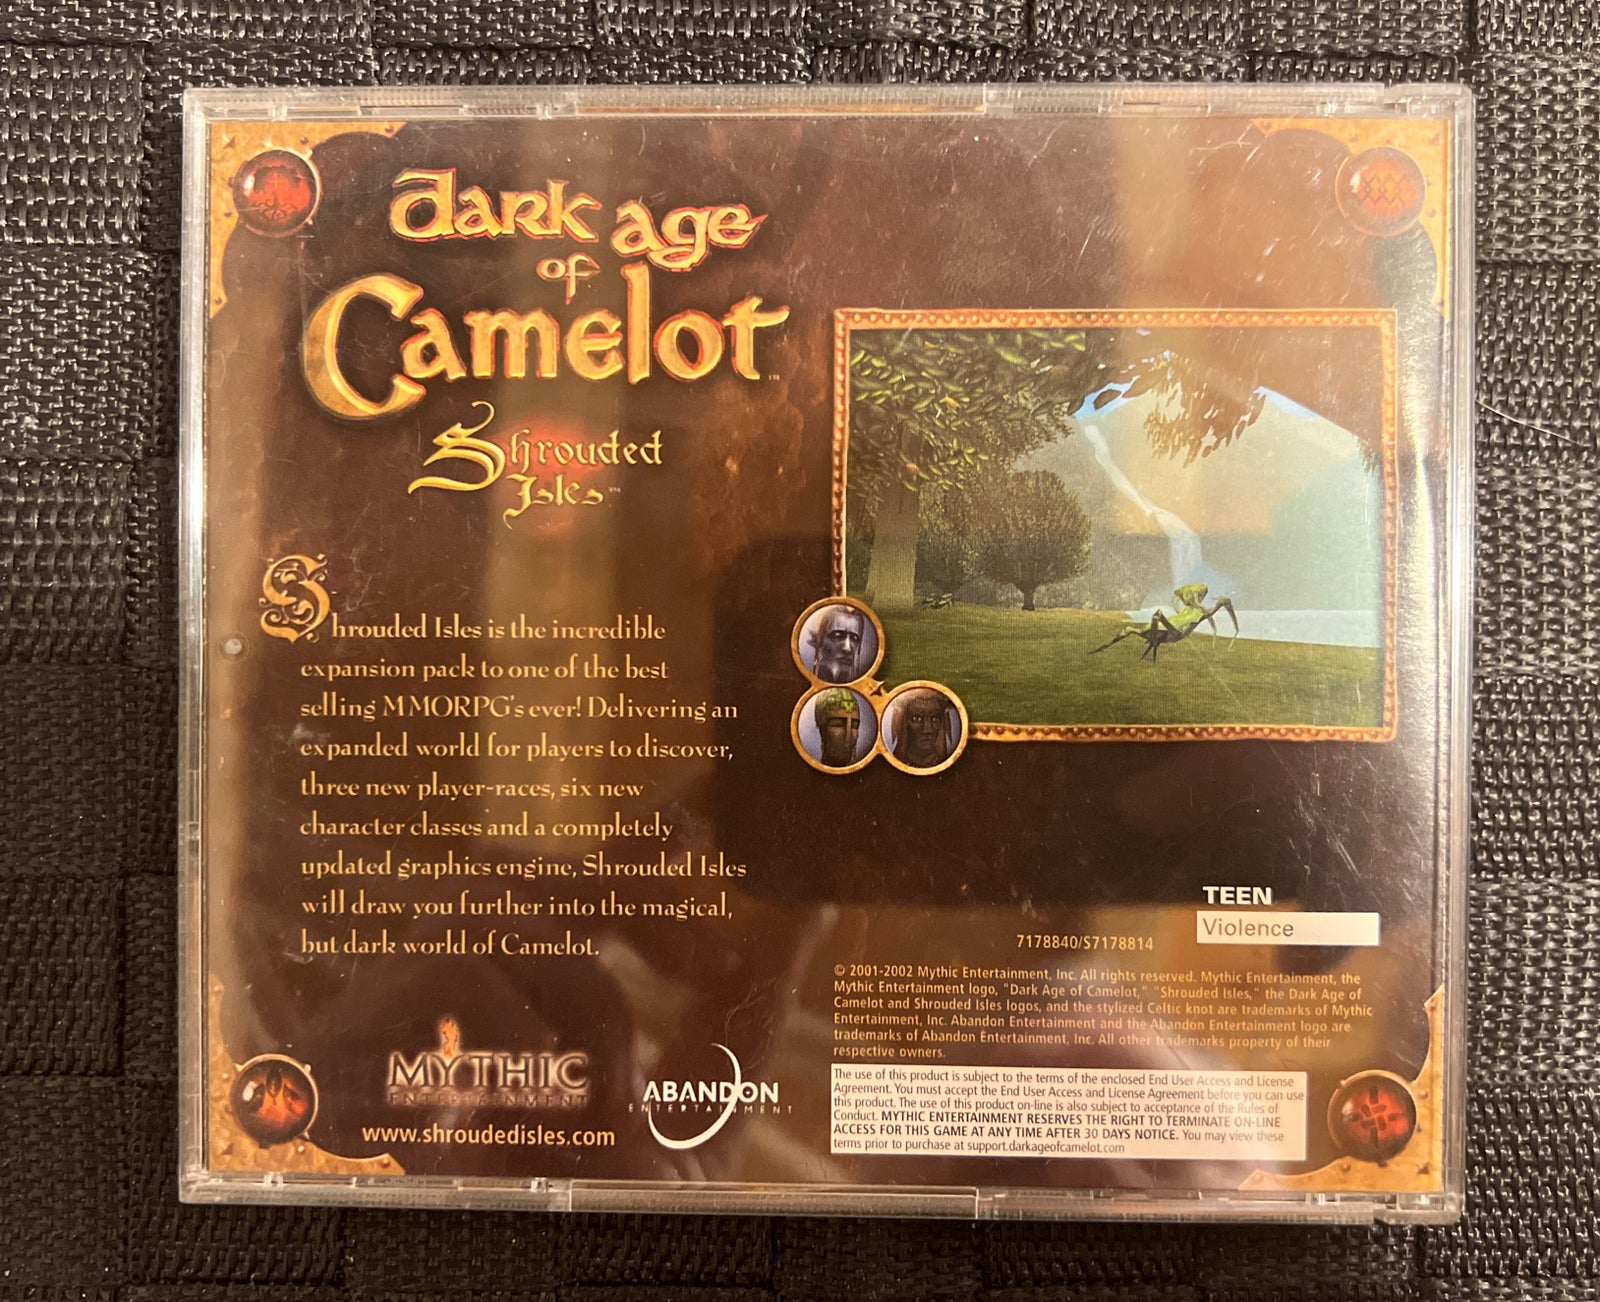 dark age
of
Camelot™
Shrouded
Isles™
Shrouded Isles is the incredible
expansion pack to one of the best
selling MMORPG's ever! Delivering an
expanded world for players to discover,
three new player-races, six new
character classes and a completely
updated graphics engine, Shrouded Isles
will draw you further into the magical,
but dark world of Camelot.
MYTHIC
ENTERTAINMENT
www.shroudedisles.com
ABANDON
ENTERTAINMENT
TEEN
Violence
7178840/S7178814
© 2001-2002 Mythic Entertainment, Inc. All rights reserved. Mythic Entertainment, the
Mythic Entertainment logo, "Dark Age of Camelot," "Shrouded Isles," the Dark Age of
Camelot and Shrouded Isles logos, and the stylized Celtic knot are trademarks of Mythic
Entertainment, Inc. Abandon Entertainment and the Abandon Entertainment logo are
trademarks of Abandon Entertainment, Inc. All other trademarks property of their
respective owners.
The use of this product is subject to the terms of the enclosed End User Access and License
Agreement. You must accept the End User Access and License Agreement before you can use
this product. The use of this product on-line is also subject to acceptance of the Rules of
Conduct. MYTHIC ENTERTAINMENT RESERVES THE RIGHT TO TERMINATE ON-LINE
ACCESS FOR THIS GAME AT ANY TIME AFTER 30 DAYS NOTICE. You may view these
terms prior to purchase at support.darkageofcamelot.com